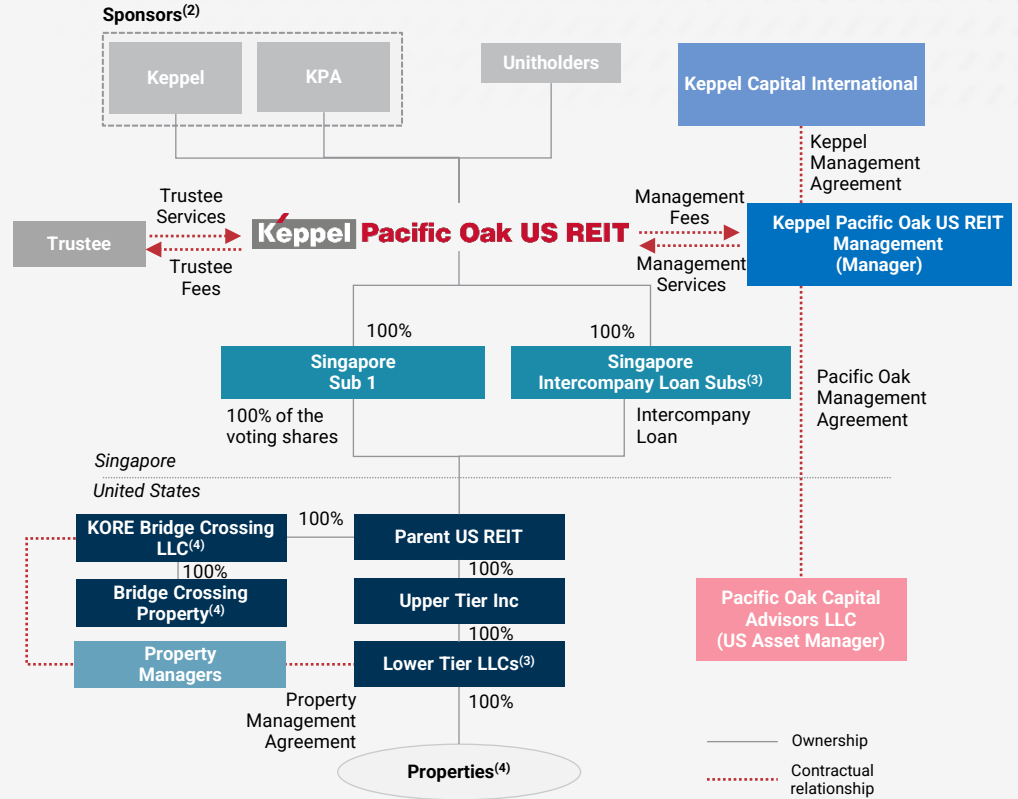 Sponsors(2)
Keppel
KPA
Unitholders
Keppel Capital International
Keppel
Management
Agreement
Trustee
Services
Trustee
Trustee
Fees
Keppel Pacific Oak US REIT
Management
Fees
Management
Services
Keppel Pacific Oak US REIT
Management
(Manager)
100%
100%
Singapore
Sub 1
Singapore
Intercompany Loan Subs(3)
Pacific Oak
Management
Agreement
100% of the
voting shares
Intercompany
Loan
Singapore
United States
KORE Bridge Crossing
LLC(4)
100%
Parent US REIT
100%
100%
Bridge Crossing
Property(4)
Upper Tier Inc
Pacific Oak Capital
Advisors LLC
(US Asset Manager)
100%
Property
Managers
Lower Tier LLCs(3)
Property
Management
Agreement
100%
Properties(4)
Ownership
Contractual
relationship